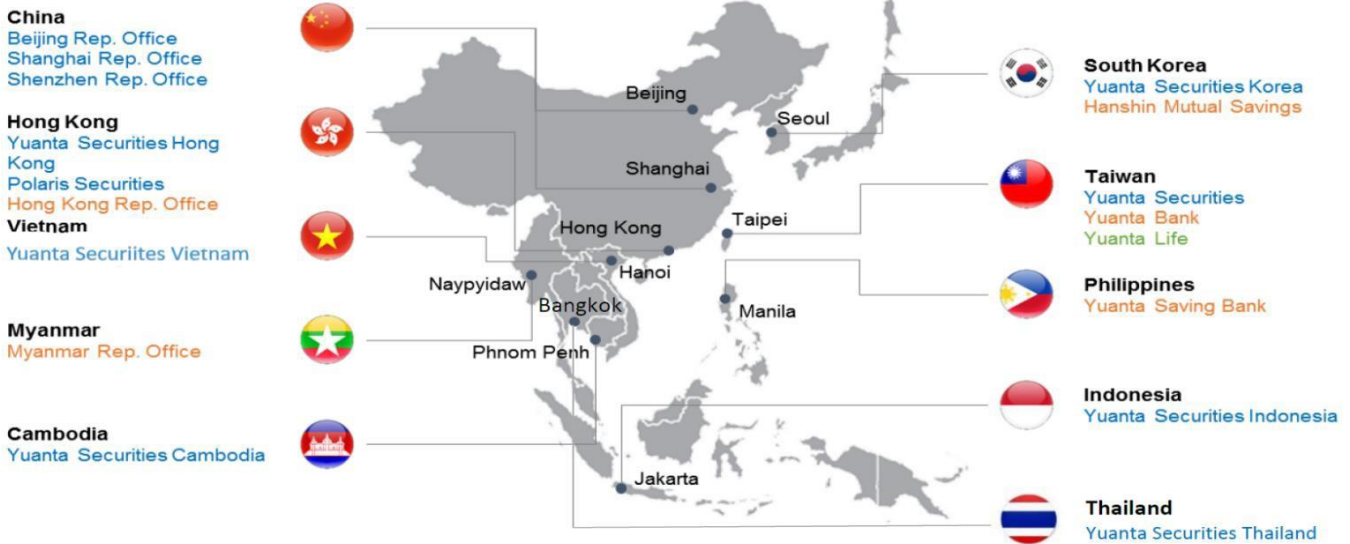 China
Beijing Rep. Office
Shanghai Rep. Office
Shenzhen Rep. Office
Hong Kong
Yuanta Securities Hong
Kong
Polaris Securities
Hong Kong Rep. Office
Vietnam
Yuanta Securiites Vietnam
Myanmar
Myanmar Rep. Office
Cambodia
Yuanta Securities Cambodia
Beijing
Seoul
Shanghai
Taipei
Hong Kong
Hanoi
Naypyidaw
Bangkok
Manila
Phnom Penh
Jakarta
South Korea
Yuanta Securities Korea
Hanshin Mutual Savings
Taiwan
Yuanta Securities
Yuanta Bank
Yuanta Life
Philippines
Yuanta Saving Bank
Indonesia
Yuanta Securities Indonesia
Thailand
Yuanta Securities Thailand